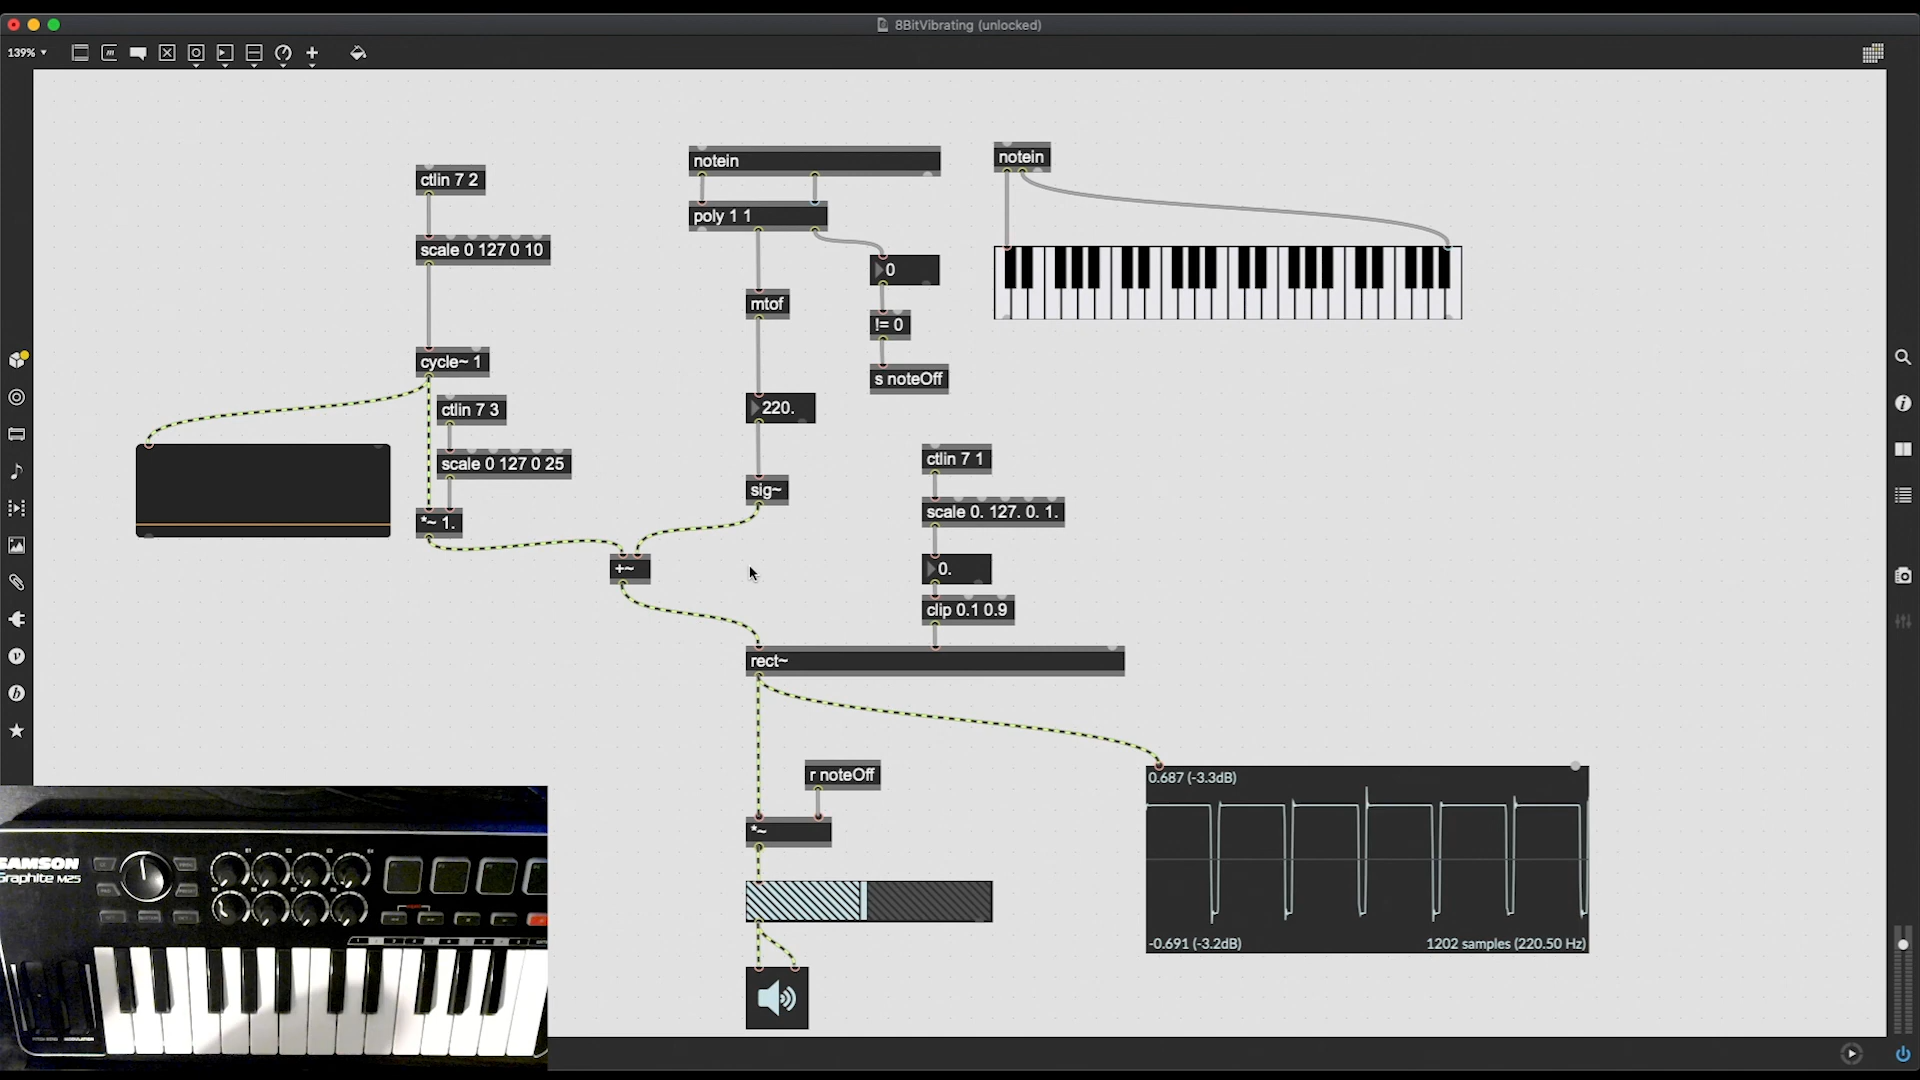 8BitVibrating (unlocked)
139%
notein
notein
ctlin 7 2
poly 1 1
scale 0 127 0 10
0
mtof
!= 0
cycle~ 1
s noteOff
ctlin 7 3
220.
scale 0 127 0 25
ctlin 7 1
sig~
scale 0. 127. 0. 1.
*~ 1.
+~
0.
clip 0.1 0.9
rect~
r noteOff
0.687 (-3.3dB)
*~
-0.691 (-3.2dB)
1202 samples (220.50 Hz)
SAMSON
Graphite M25